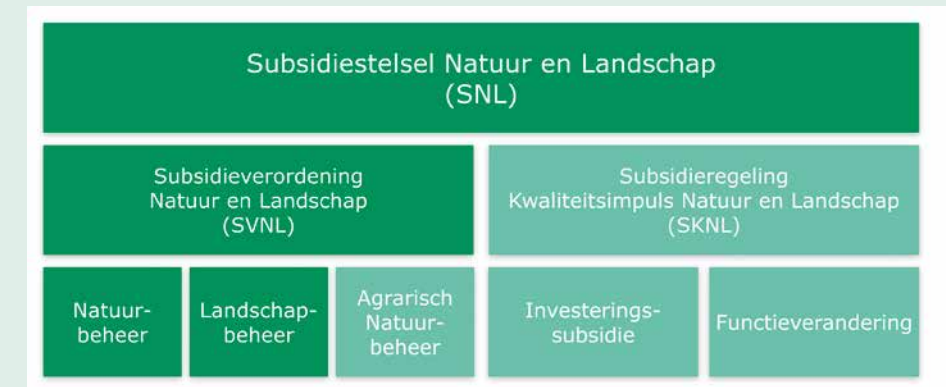 Subsidiestelsel Natuur en Landschap
(SNL)
Subsidieverordening
Natuur en Landschap
(SVNL)
Subsidieregeling
Kwaliteitsimpuls Natuur en Landschap
(SKNL)
Natuur-
beheer
Landschap-
beheer
Agrarisch
Natuur-
beheer
Investerings-
subsidie
Functieverandering